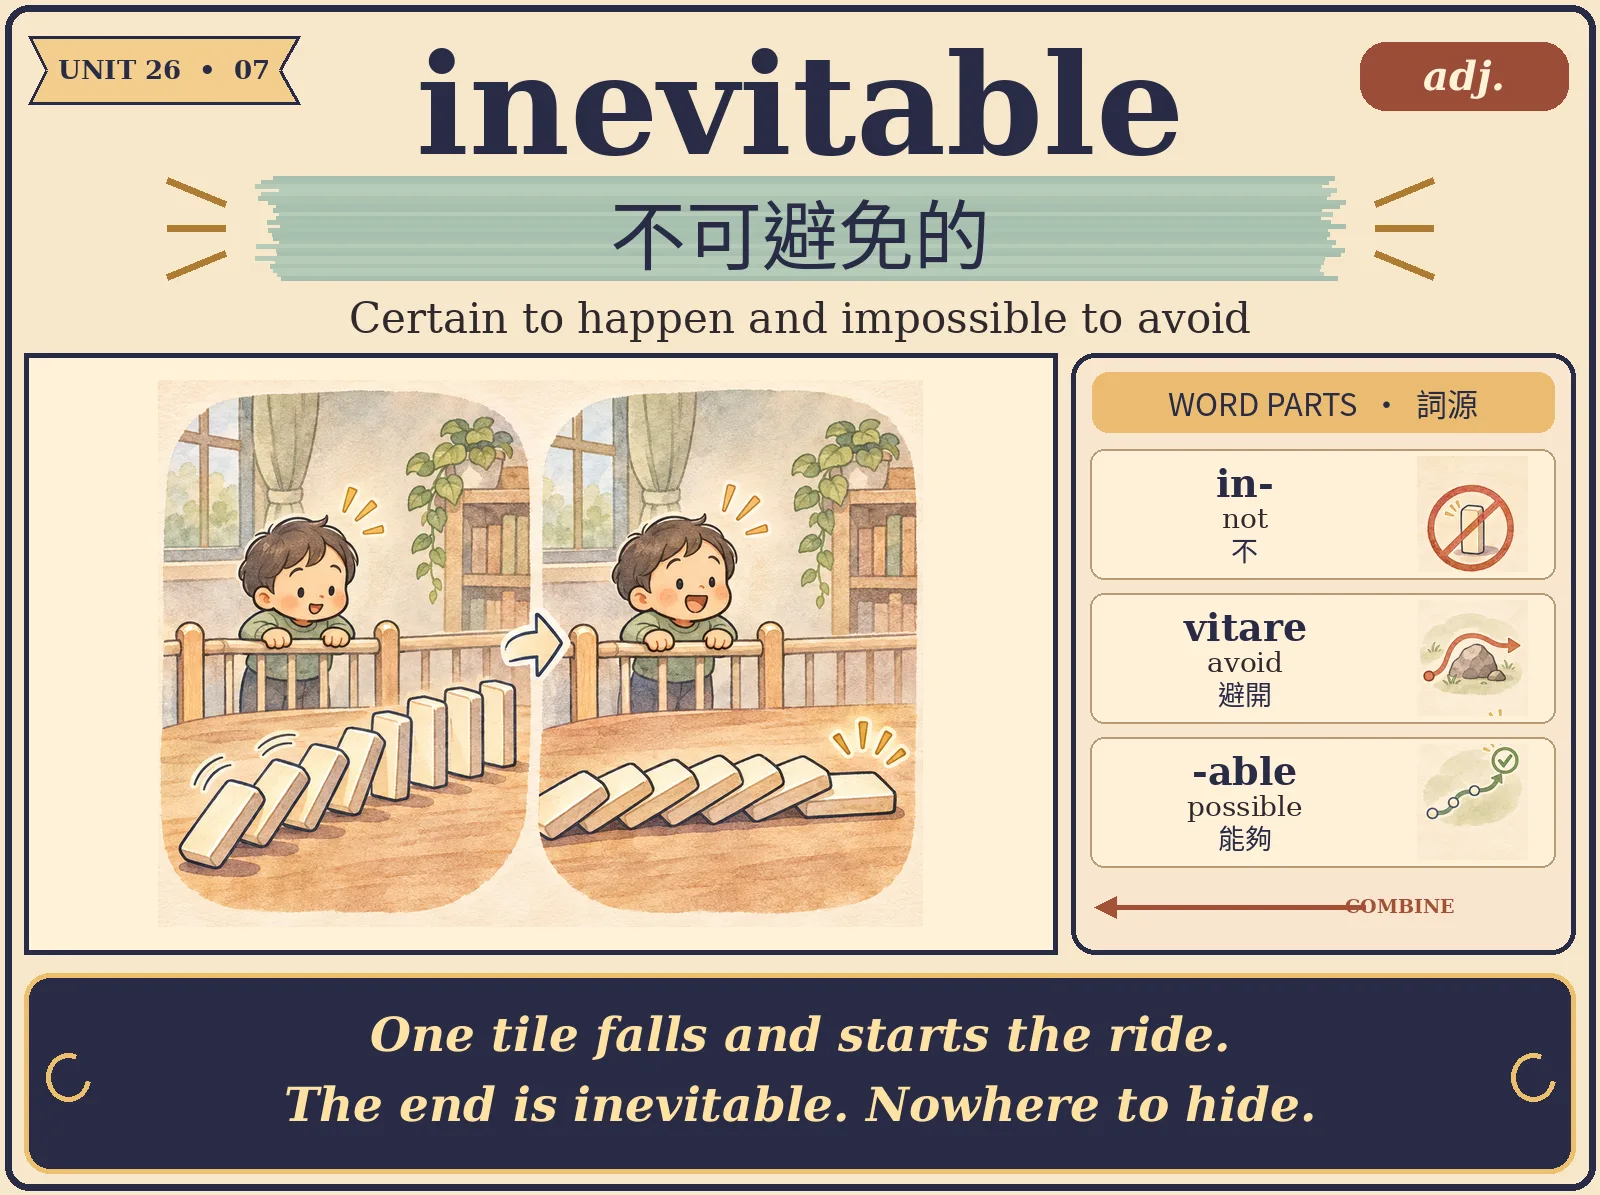 UNIT 26 • 07
inevitable
adj.
不可避免的
Certain to happen and impossible to avoid
WORD PARTS • 詞源
in-
not
不
vitare
avoid
避開
-able
possible
能夠
COMBINE
One tile falls and starts the ride.
The end is inevitable. Nowhere to hide.